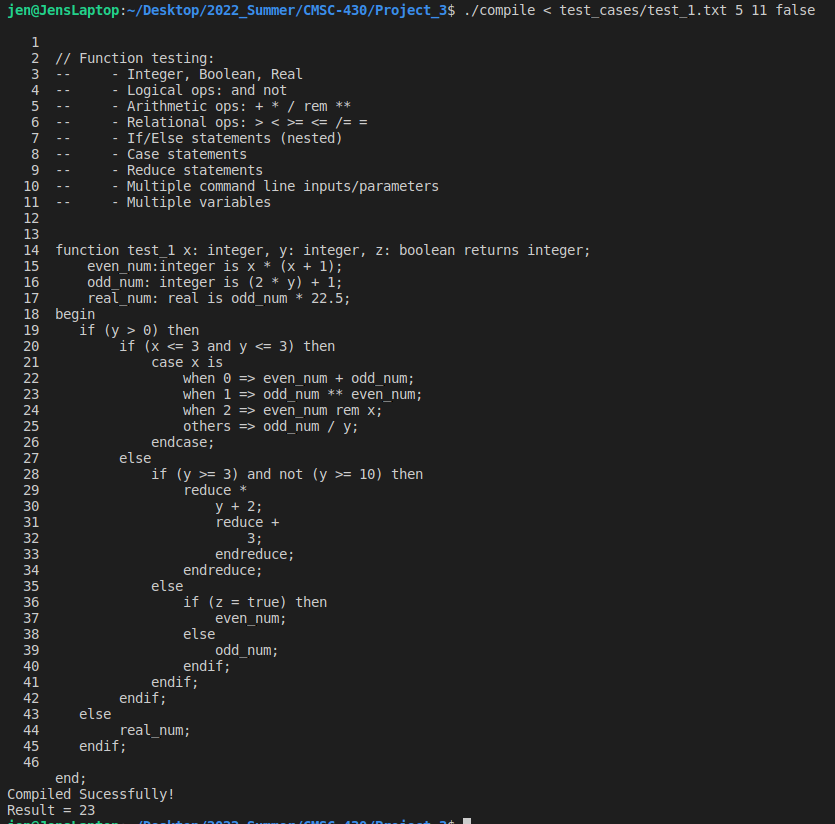 jen@JensLaptop:~/Desktop/2022_Summer/CMSC-430/Project_3$ ./compile < test_cases/test_1.txt 5 11 false
1
2  // Function testing:
3  --     - Integer, Boolean, Real
4  --     - Logical ops: and not
5  --     - Arithmetic ops: + * / rem **
6  --     - Relational ops: > < >= <= /= =
7  --     - If/Else statements (nested)
8  --     - Case statements
9  --     - Reduce statements
10  --     - Multiple command line inputs/parameters
11  --     - Multiple variables
12
13
14  function test_1 x: integer, y: integer, z: boolean returns integer;
15      even_num:integer is x * (x + 1);
16      odd_num: integer is (2 * y) + 1;
17      real_num: real is odd_num * 22.5;
18  begin
19     if (y > 0) then
20          if (x <= 3 and y <= 3) then
21              case x is
22                  when 0 => even_num + odd_num;
23                  when 1 => odd_num ** even_num;
24                  when 2 => even_num rem x;
25                  others => odd_num / y;
26              endcase;
27          else
28              if (y >= 3) and not (y >= 10) then
29                  reduce *
30                      y + 2;
31                      reduce +
32                          3;
33                      endreduce;
34                  endreduce;
35              else
36                  if (z = true) then
37                      even_num;
38                  else
39                      odd_num;
40                  endif;
41              endif;
42          endif;
43     else
44          real_num;
45     endif;
46
end;
Compiled Sucessfully!
Result = 23
jen@JensLaptop:~/Desktop/2022_Summer/CMSC-430/Project_3$